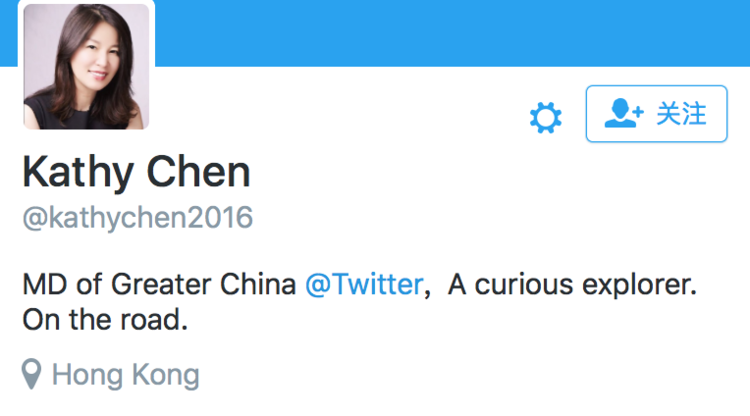 关注
Kathy Chen
@kathychen2016
MD of Greater China @Twitter, A curious explorer.
On the road.
Hong Kong